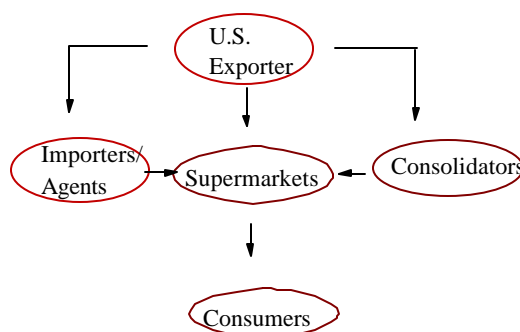 U.S.
Exporter
Importers/
Agents
Supermarkets
Consolidators
Consumers